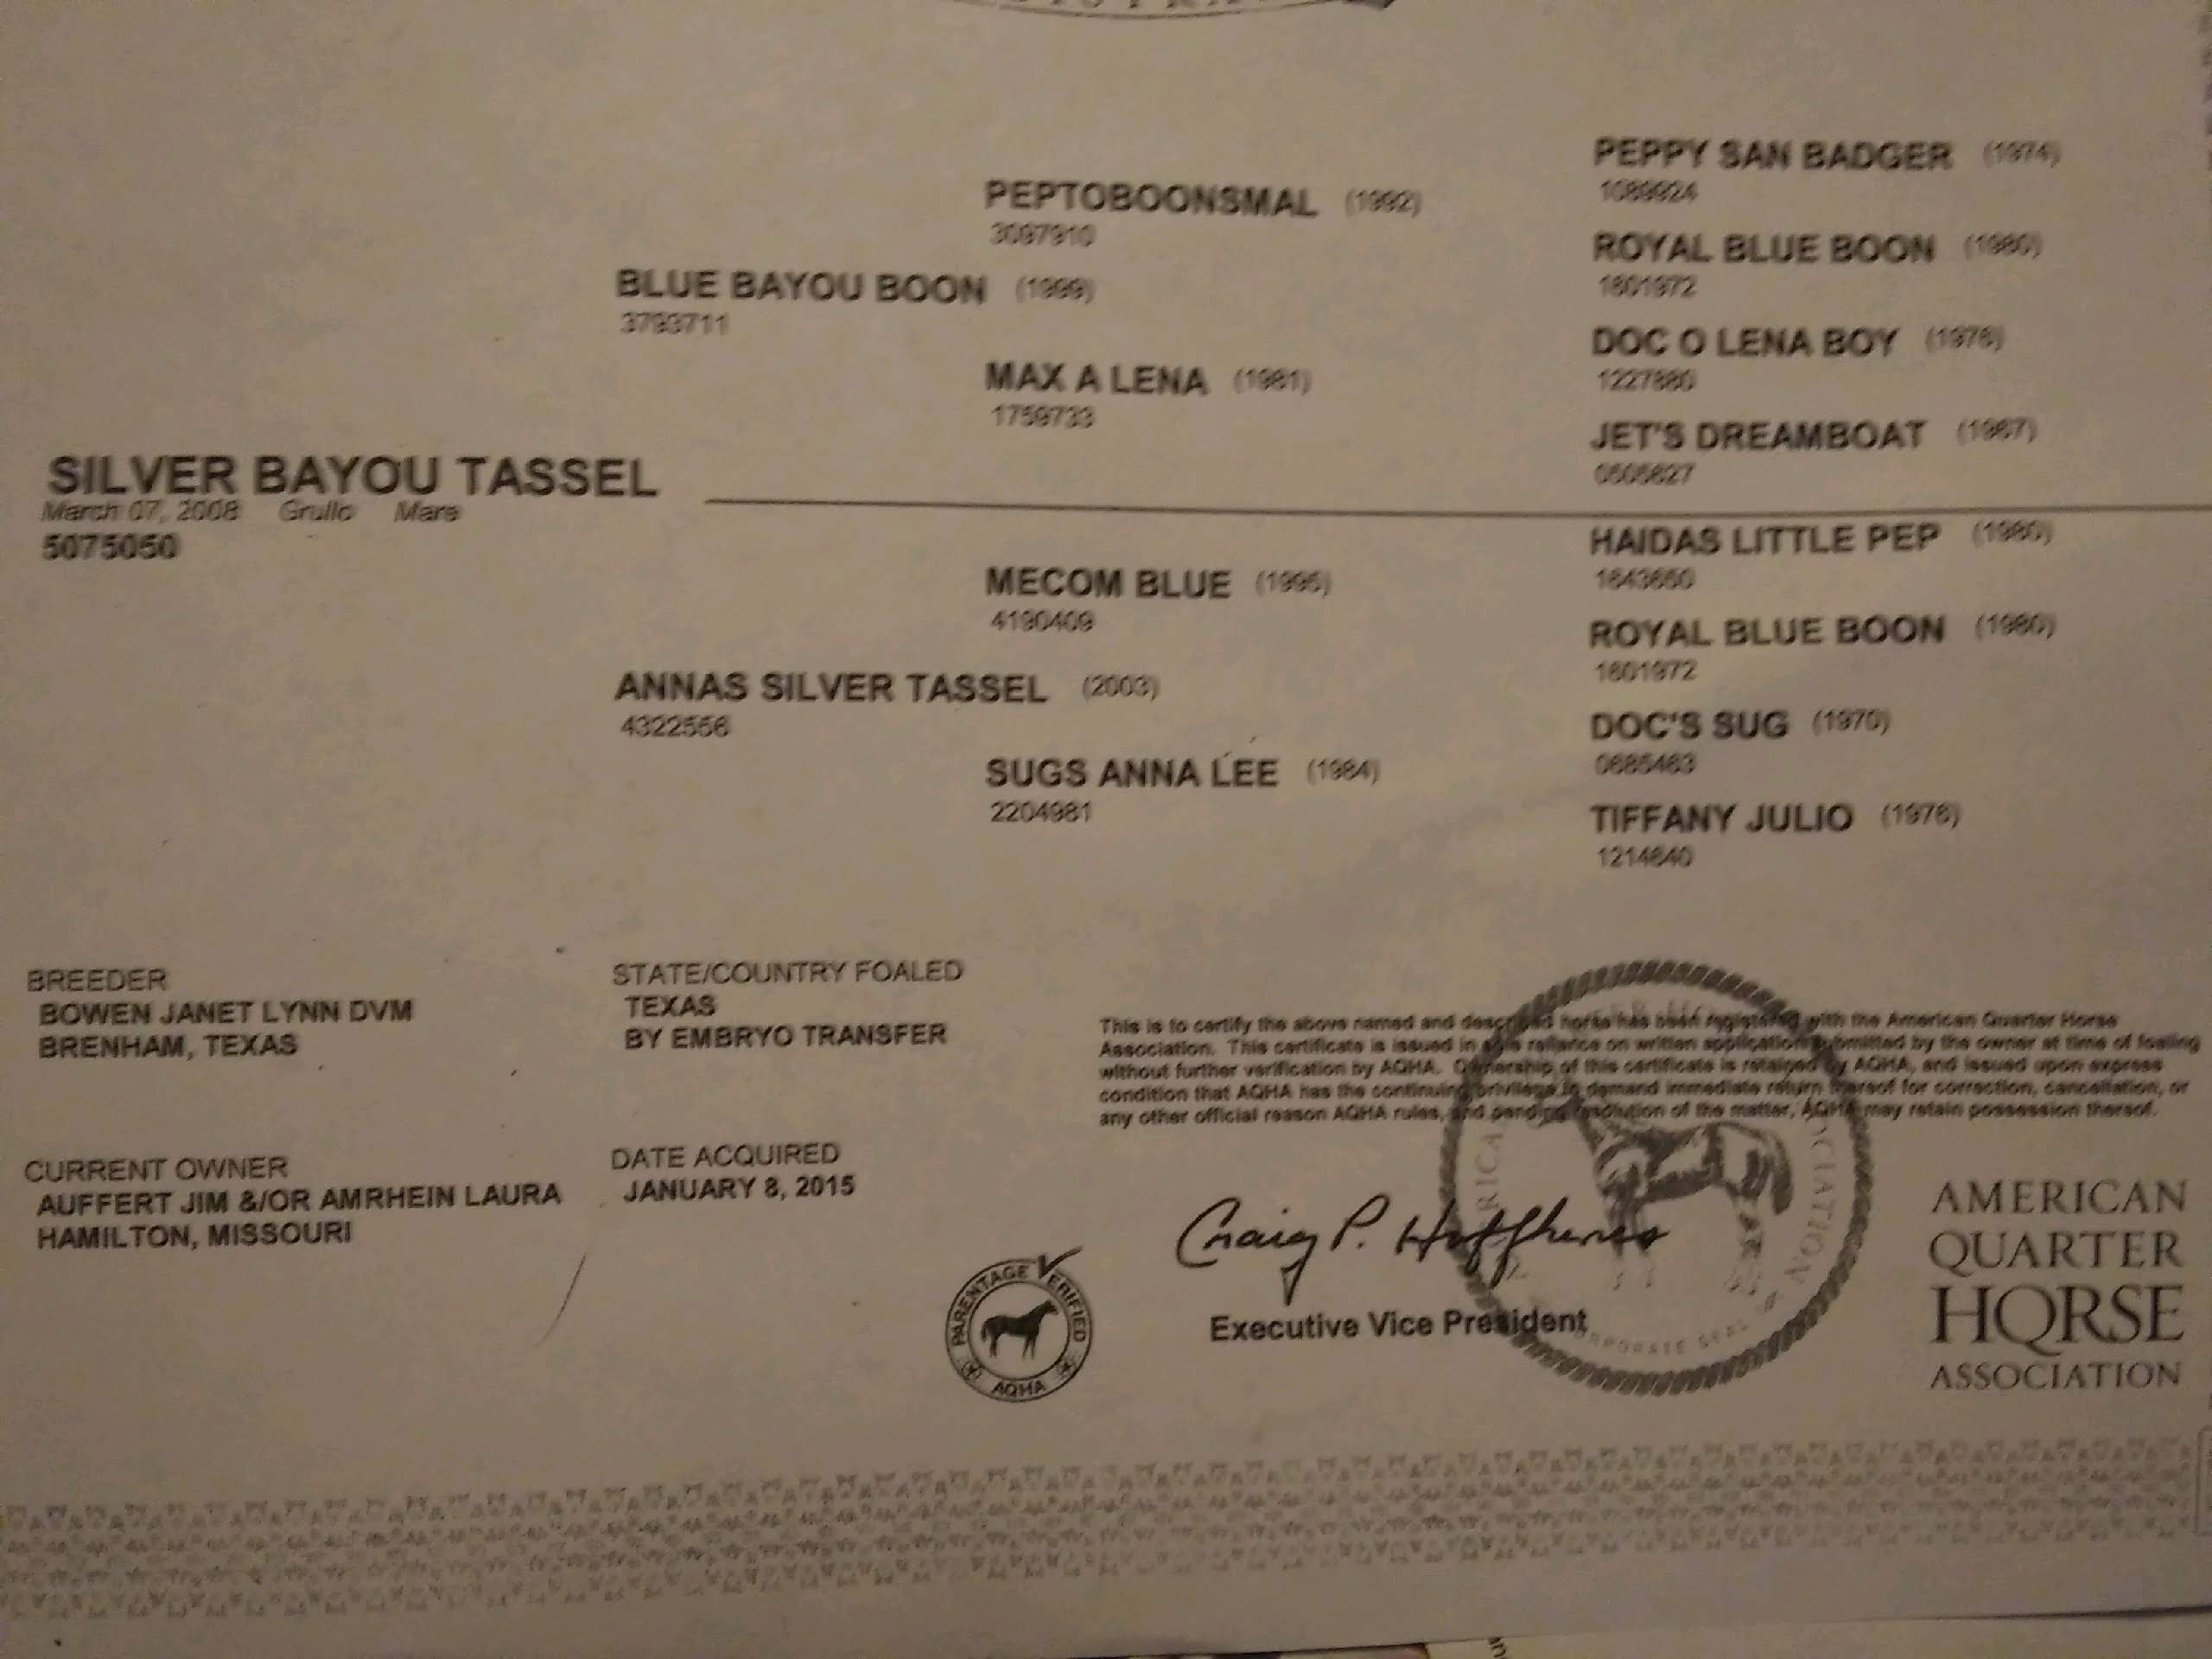 PEPPY SAN BADGER (1974)
1089924
PEPTOBOONSMAL (1992)
3097910
ROYAL BLUE BOON (1980)
1601972
BLUE BAYOU BOON (1999)
3793711
DOC O LENA BOY (1976)
1227880
MAX A LENA (1981)
1759733
JET'S DREAMBOAT (1967)
0505827
SILVER BAYOU TASSEL
March 07, 2008 Grullo Mare
5075050
HAIDAS LITTLE PEP (1980)
1643650
MECOM BLUE (1995)
4190409
ROYAL BLUE BOON (1980)
1601972
ANNAS SILVER TASSEL (2003)
4322556
DOC'S SUG (1970)
0685463
SUGS ANNA LEE (1984)
2204981
TIFFANY JULIO (1976)
1214640
BREEDER
BOWEN JANET LYNN DVM
BRENHAM, TEXAS
STATE/COUNTRY FOALED
TEXAS
BY EMBRYO TRANSFER
This is to certify the above named and described horse has been registered with the American Quarter Horse
Association. This certificate is issued in reliance on written application submitted by the owner at time of foaling
without further verification by AQHA. Ownership of this certificate is retained by AQHA, and issued upon express
condition that AQHA has the continuing privilege to demand immediate return thereof for correction, cancellation, or
any other official reason AQHA rules, and pending resolution of the matter, AQHA may retain possession thereof.
CURRENT OWNER
AUFFERT JIM &/OR AMRHEIN LAURA
HAMILTON, MISSOURI
DATE ACQUIRED
JANUARY 8, 2015
PARENTAGE VERIFIED
AQHA
Craig P. Huffhines
Executive Vice President
CORPORATE SEAL
AMERICAN
QUARTER
HORSE
ASSOCIATION